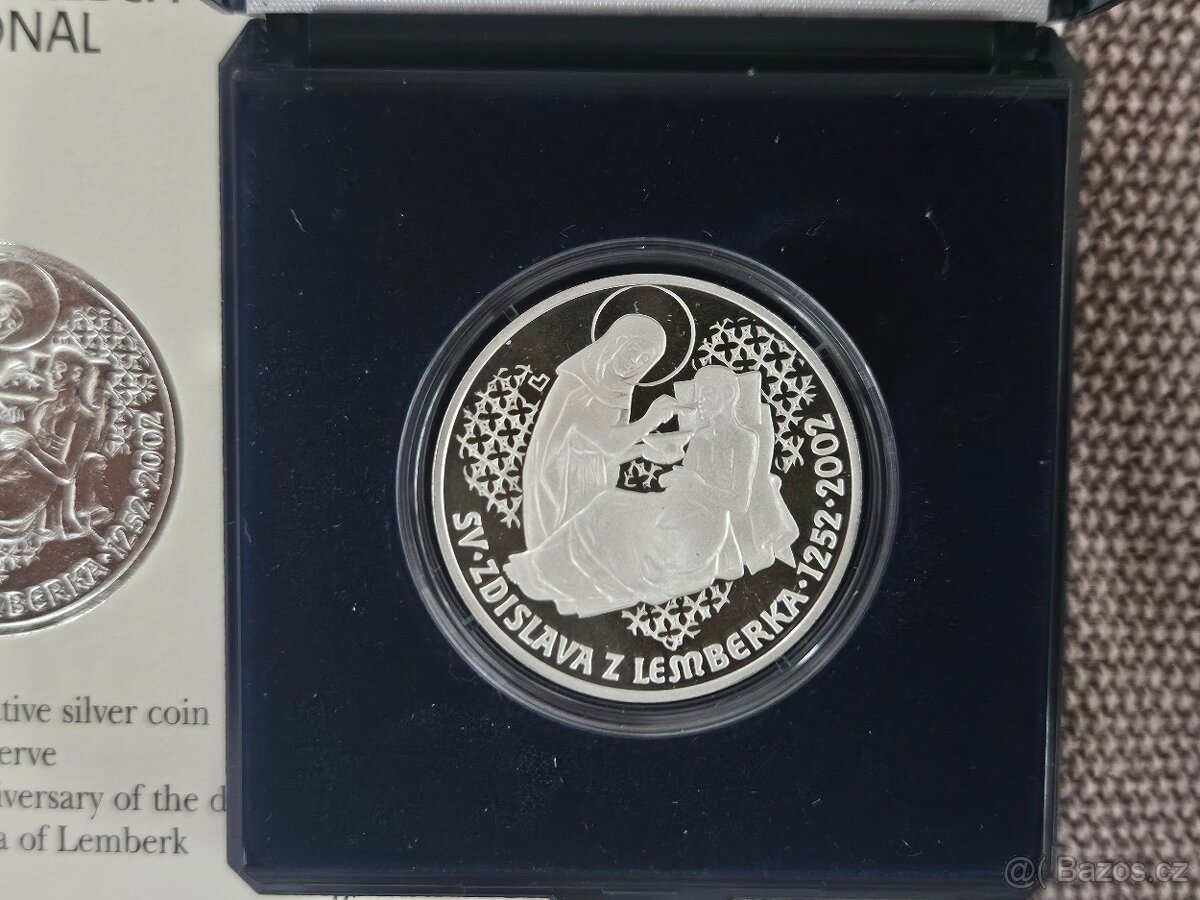 ONAL
1252·2002
MBERKA·
ative silver coin
erve
iversary of the d
a of Lemberk
SV·ZDISLAVA Z LEMBERKA·1252·2002
@( Bazos.cz